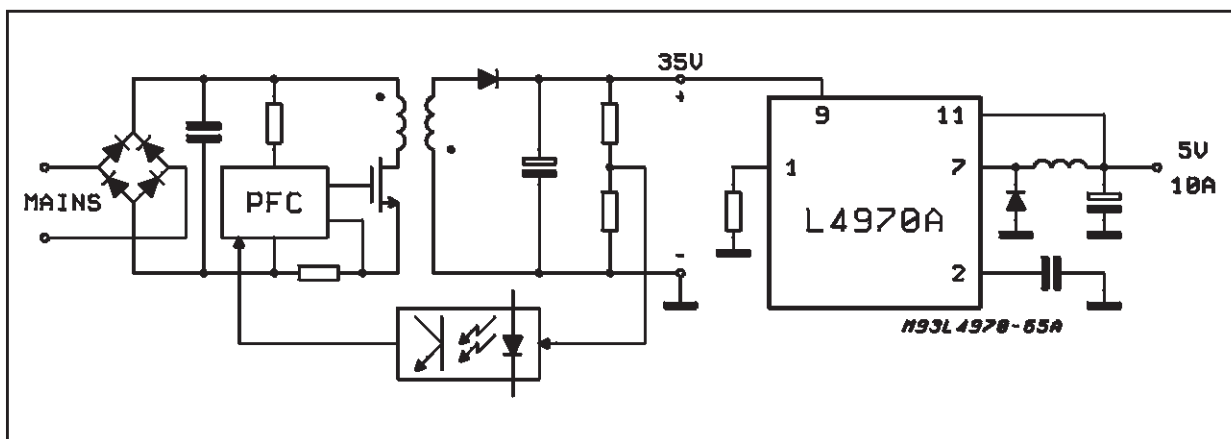 35V
+
9
11
1
7
5V
10A
MAINS
PFC
L4970A
-
2
M93L4970-65A